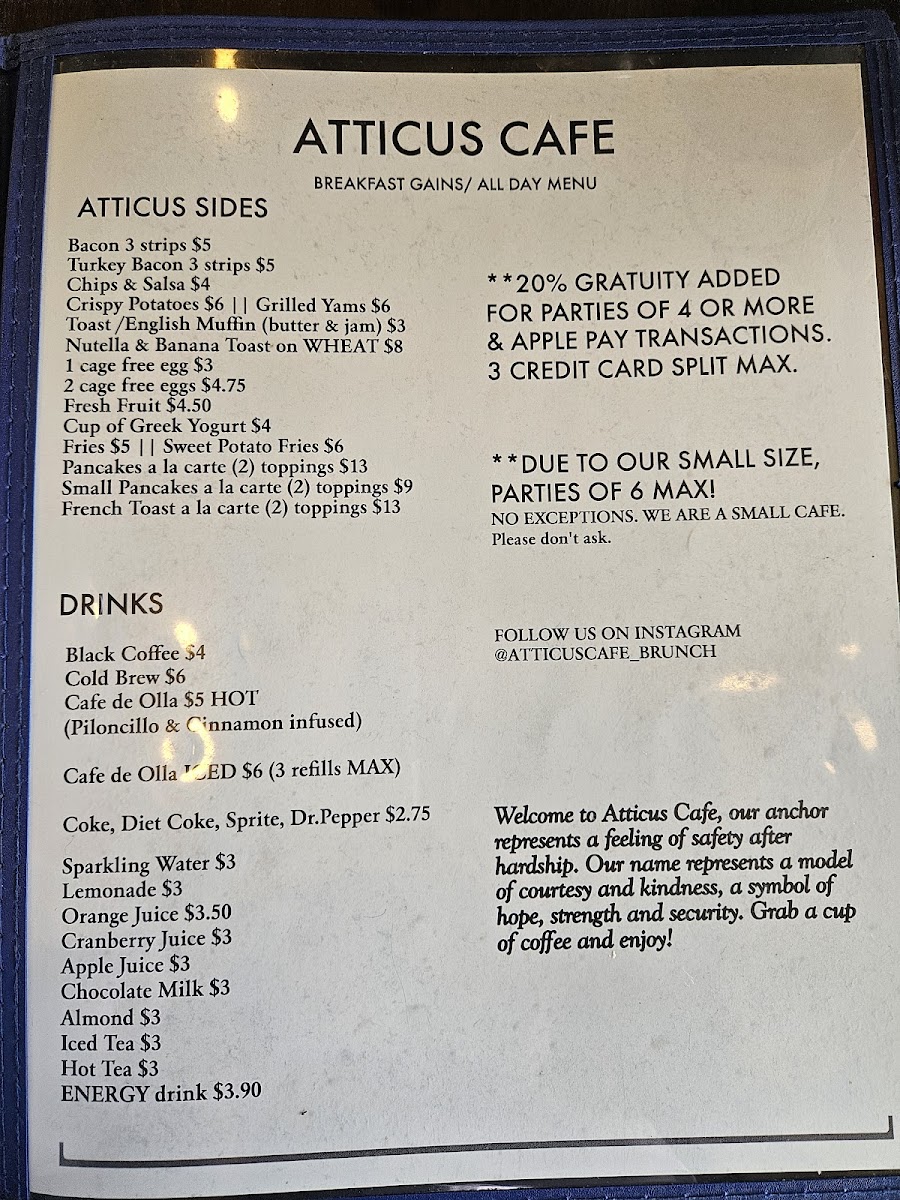 ATTICUS CAFE
BREAKFAST GAINS/ ALL DAY MENU
ATTICUS SIDES
Bacon 3 strips $5
Turkey Bacon 3 strips $5
Chips & Salsa $4
Crispy Potatoes $6 || Grilled Yams $6
Toast /English Muffin (butter & jam) $3
Nutella & Banana Toast on WHEAT $8
1 cage free egg $3
2 cage free eggs $4.75
Fresh Fruit $4.50
Cup of Greek Yogurt $4
Fries $5 || Sweet Potato Fries $6
Pancakes a la carte (2) toppings $13
Small Pancakes a la carte (2) toppings $9
French Toast a la carte (2) toppings $13
DRINKS
Black Coffee $4
Cold Brew $6
Cafe de Olla $5 HOT
(Piloncillo & Cinnamon infused)
Cafe de Olla ICED $6 (3 refills MAX)
Coke, Diet Coke, Sprite, Dr.Pepper $2.75
Sparkling Water $3
Lemonade $3
Orange Juice $3.50
Cranberry Juice $3
Apple Juice $3
Chocolate Milk $3
Almond $3
Iced Tea $3
Hot Tea $3
ENERGY drink $3.90
**20% GRATUITY ADDED
FOR PARTIES OF 4 OR MORE
& APPLE PAY TRANSACTIONS.
3 CREDIT CARD SPLIT MAX.
**DUE TO OUR SMALL SIZE,
PARTIES OF 6 MAX!
NO EXCEPTIONS. WE ARE A SMALL CAFE.
Please don't ask.
FOLLOW US ON INSTAGRAM
@ATTICUSCAFE_BRUNCH
Welcome to Atticus Cafe, our anchor
represents a feeling of safety after
hardship. Our name represents a model
of courtesy and kindness, a symbol of
hope, strength and security. Grab a cup
of coffee and enjoy!